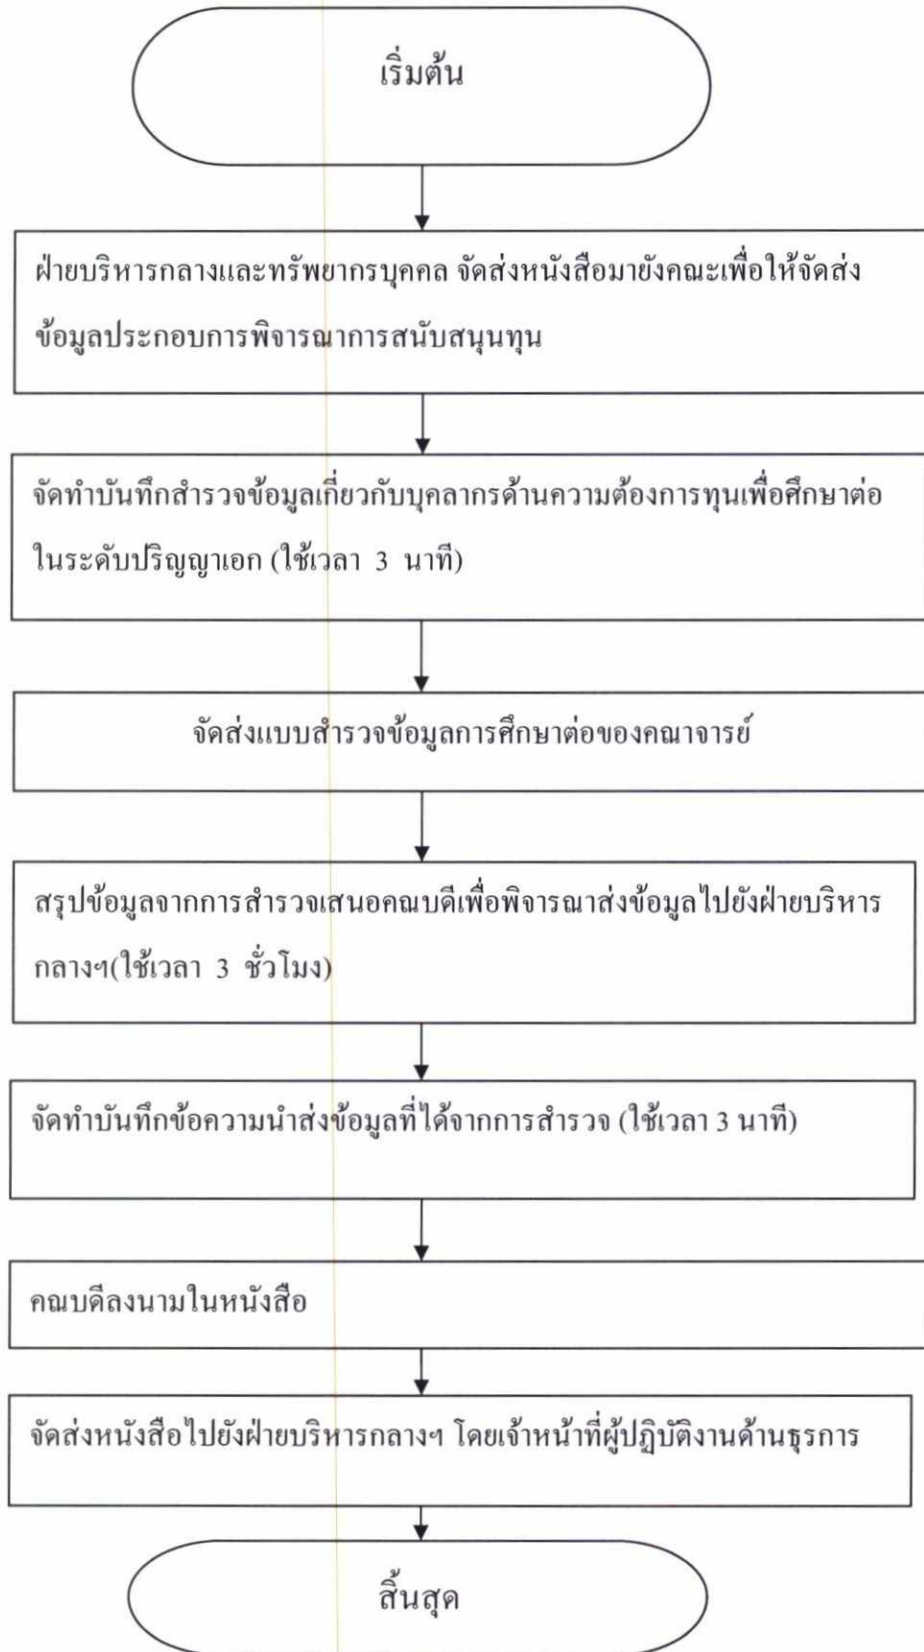 เริ่มต้น
ฝ่ายบริหารกลางและทรัพยากรบุคคล จัดส่งหนังสือมายังคณะเพื่อให้จัดส่ง
ข้อมูลประกอบการพิจารณาการสนับสนุนทุน
จัดทำบันทึกสำรวจข้อมูลเกี่ยวกับบุคลากรด้านความต้องการทุนเพื่อศึกษาต่อ
ในระดับปริญญาเอก (ใช้เวลา 3 นาที)
จัดส่งแบบสำรวจข้อมูลการศึกษาต่อของคณาจารย์
สรุปข้อมูลจากการสำรวจเสนอคณบดีเพื่อพิจารณาส่งข้อมูลไปยังฝ่ายบริหาร
กลางฯ(ใช้เวลา 3 ชั่วโมง)
จัดทำบันทึกข้อความนำส่งข้อมูลที่ได้จากการสำรวจ (ใช้เวลา 3 นาที)
คณบดีลงนามในหนังสือ
จัดส่งหนังสือไปยังฝ่ายบริหารกลางฯ โดยเจ้าหน้าที่ผู้ปฏิบัติงานด้านธุรการ
สิ้นสุด